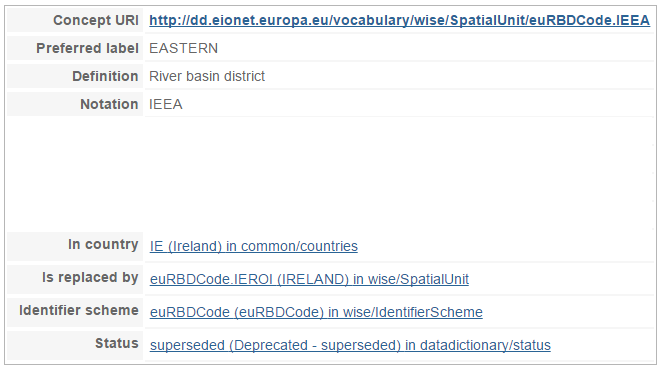 Concept URI http://dd.eionet.europa.eu/vocabulary/wise/SpatialUnit/euRBDCode.IEEA
Preferred label EASTERN
Definition River basin district
Notation IEEA
In country IE (Ireland) in common/countries
Is replaced by euRBDCode.IEROI (IRELAND) in wise/SpatialUnit
Identifier scheme euRBDCode (euRBDCode) in wise/IdentifierScheme
Status superseded (Deprecated - superseded) in datadictionary/status